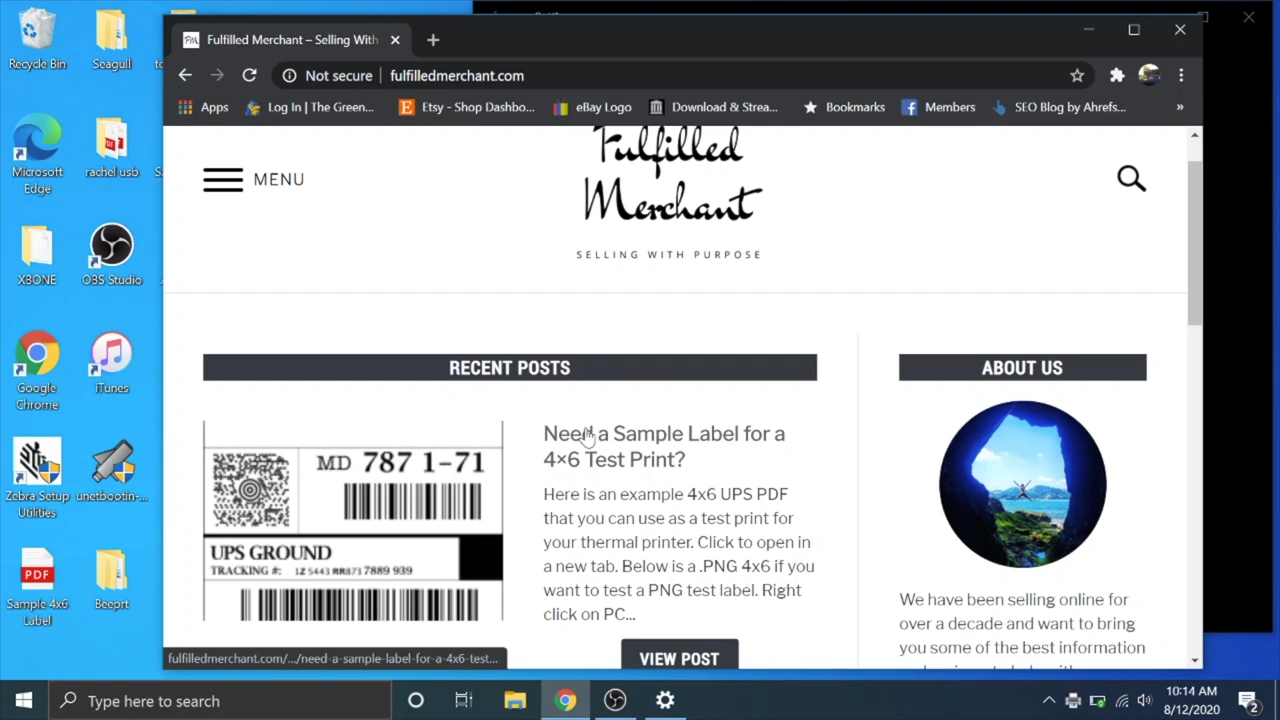 Recycle Bin
Seagull
Microsoft
Edge
rachel usb
XBONE
OBS Studio
Google
Chrome
iTunes
Zebra Setup
Utilities
unetbootin-...
Sample 4x6
Label
PDF
Beeprt
Fulfilled Merchant – Selling With
Not secure
fulfilledmerchant.com
Apps
Log In | The Green...
Etsy - Shop Dashbo...
eBay Logo
Download & Strea...
Bookmarks
Members
SEO Blog by Ahrefs...
»
MENU
Fulfilled
Merchant
SELLING WITH PURPOSE
RECENT POSTS
MD 787 1-71
UPS GROUND
TRACKING #: 1Z 5443 RR873 7889 939
Need a Sample Label for a
4×6 Test Print?
Here is an example 4x6 UPS PDF
that you can use as a test print for
your thermal printer. Click to open in
a new tab. Below is a .PNG 4x6 if you
want to test a PNG test label. Right
click on PC...
VIEW POST
ABOUT US
We have been selling online for
over a decade and want to bring
you some of the best information
fulfilledmerchant.com/.../need-a-sample-label-for-a-4x6-test...
Type here to search
10:14 AM
8/12/2020
2